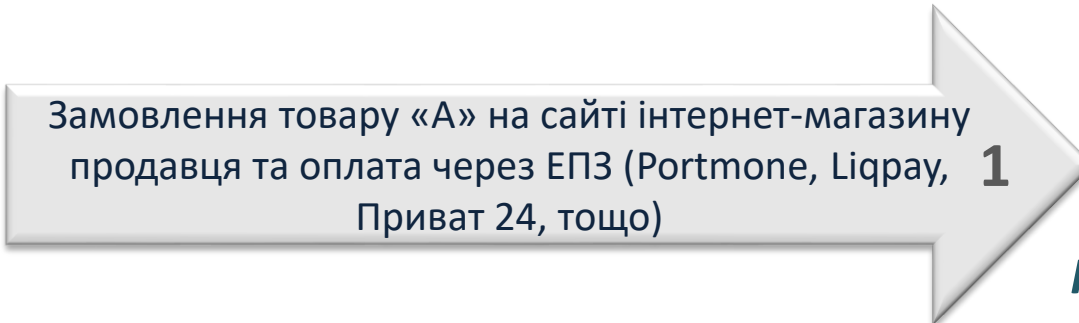 Замовлення товару «А» на сайті інтернет-магазину
продавця та оплата через ЕПЗ (Portmone, Liqpay,
Приват 24, тощо)
1